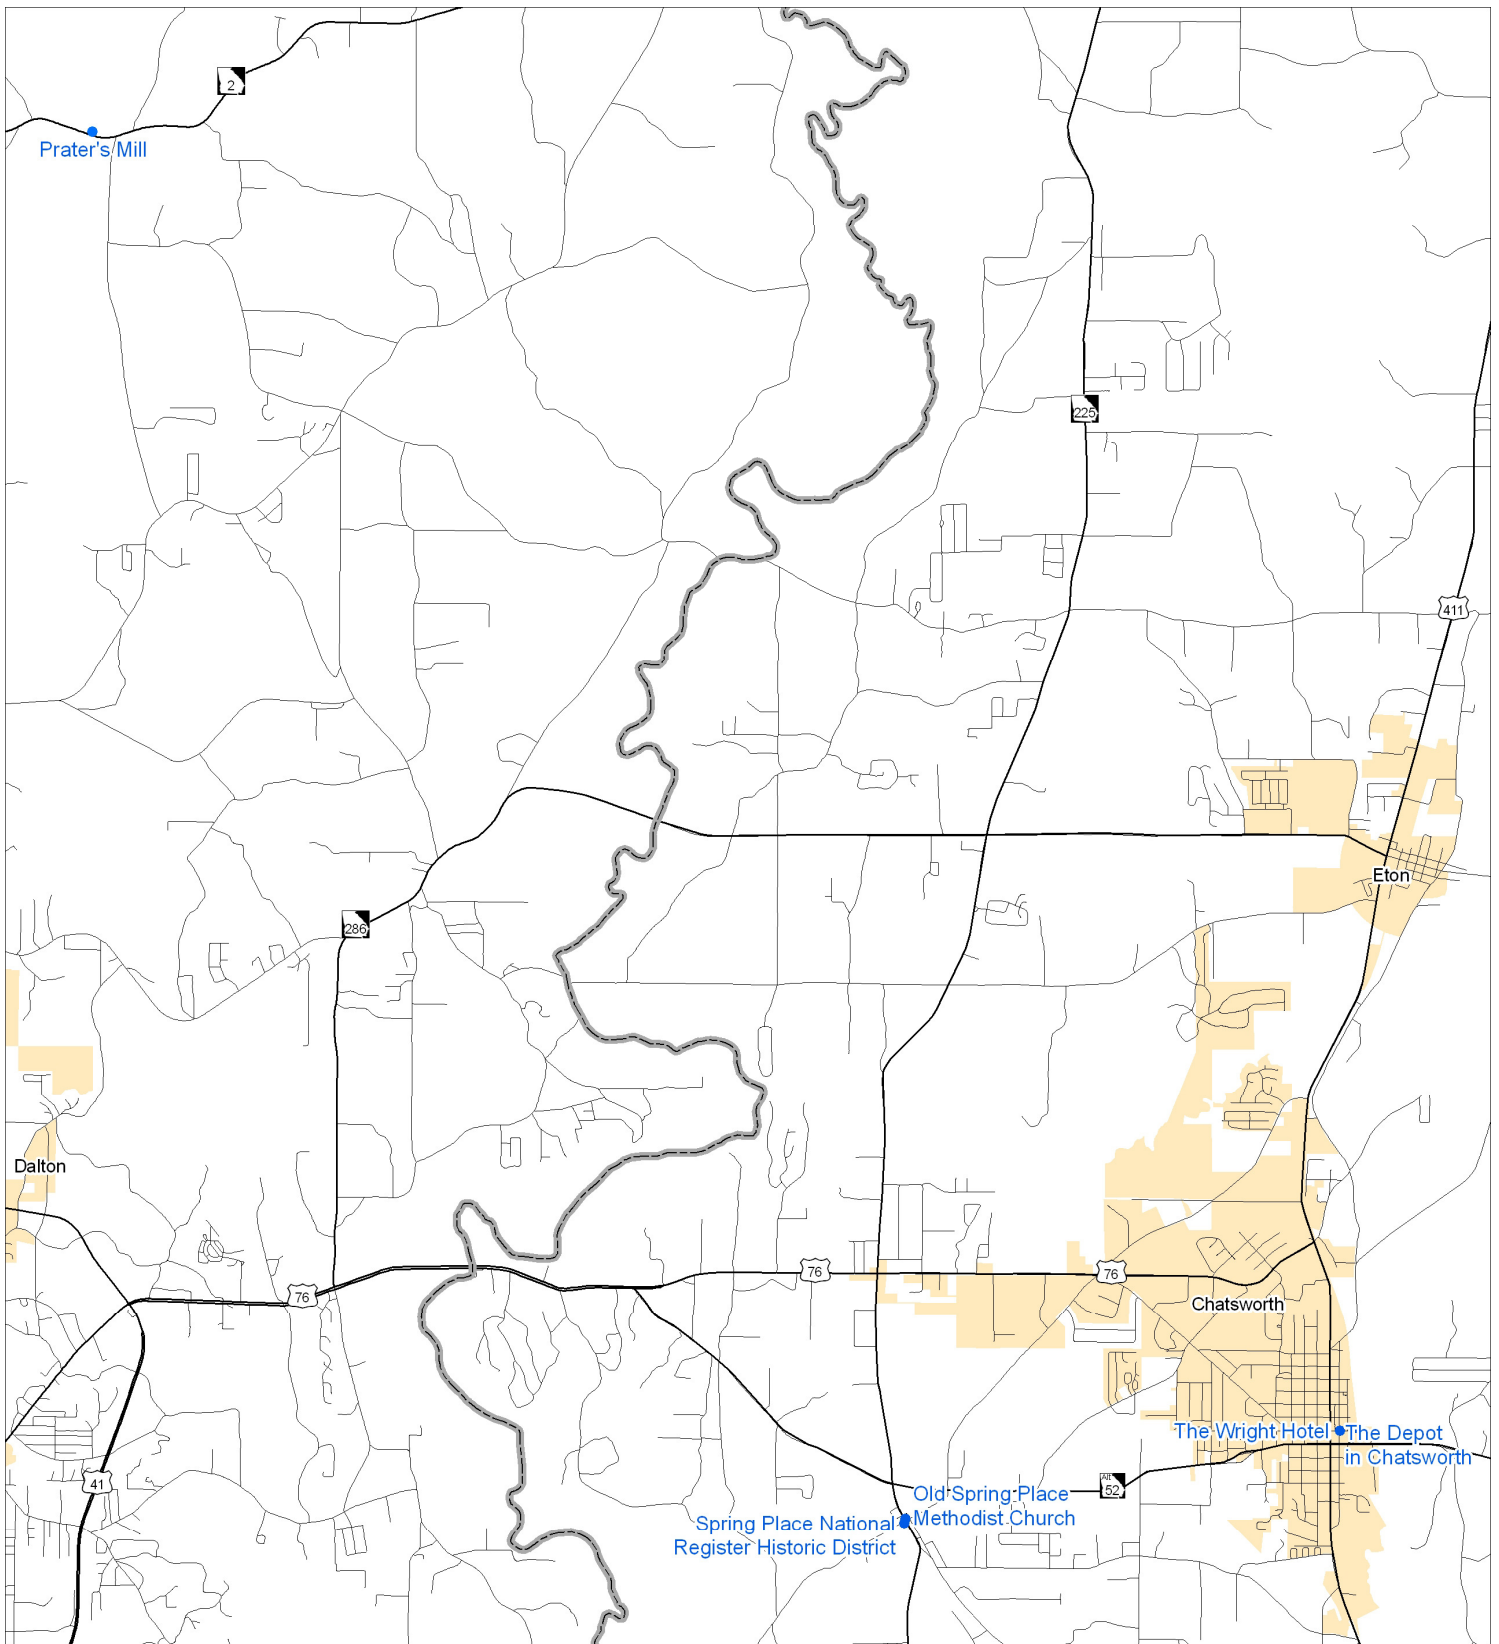 2
Prater's Mill
225
411
Eton
286
Dalton
76
76
76
Chatsworth
The Wright Hotel
The Depot
in Chatsworth
41
Alt
52
Old Spring Place
Methodist Church
Spring Place National
Register Historic District